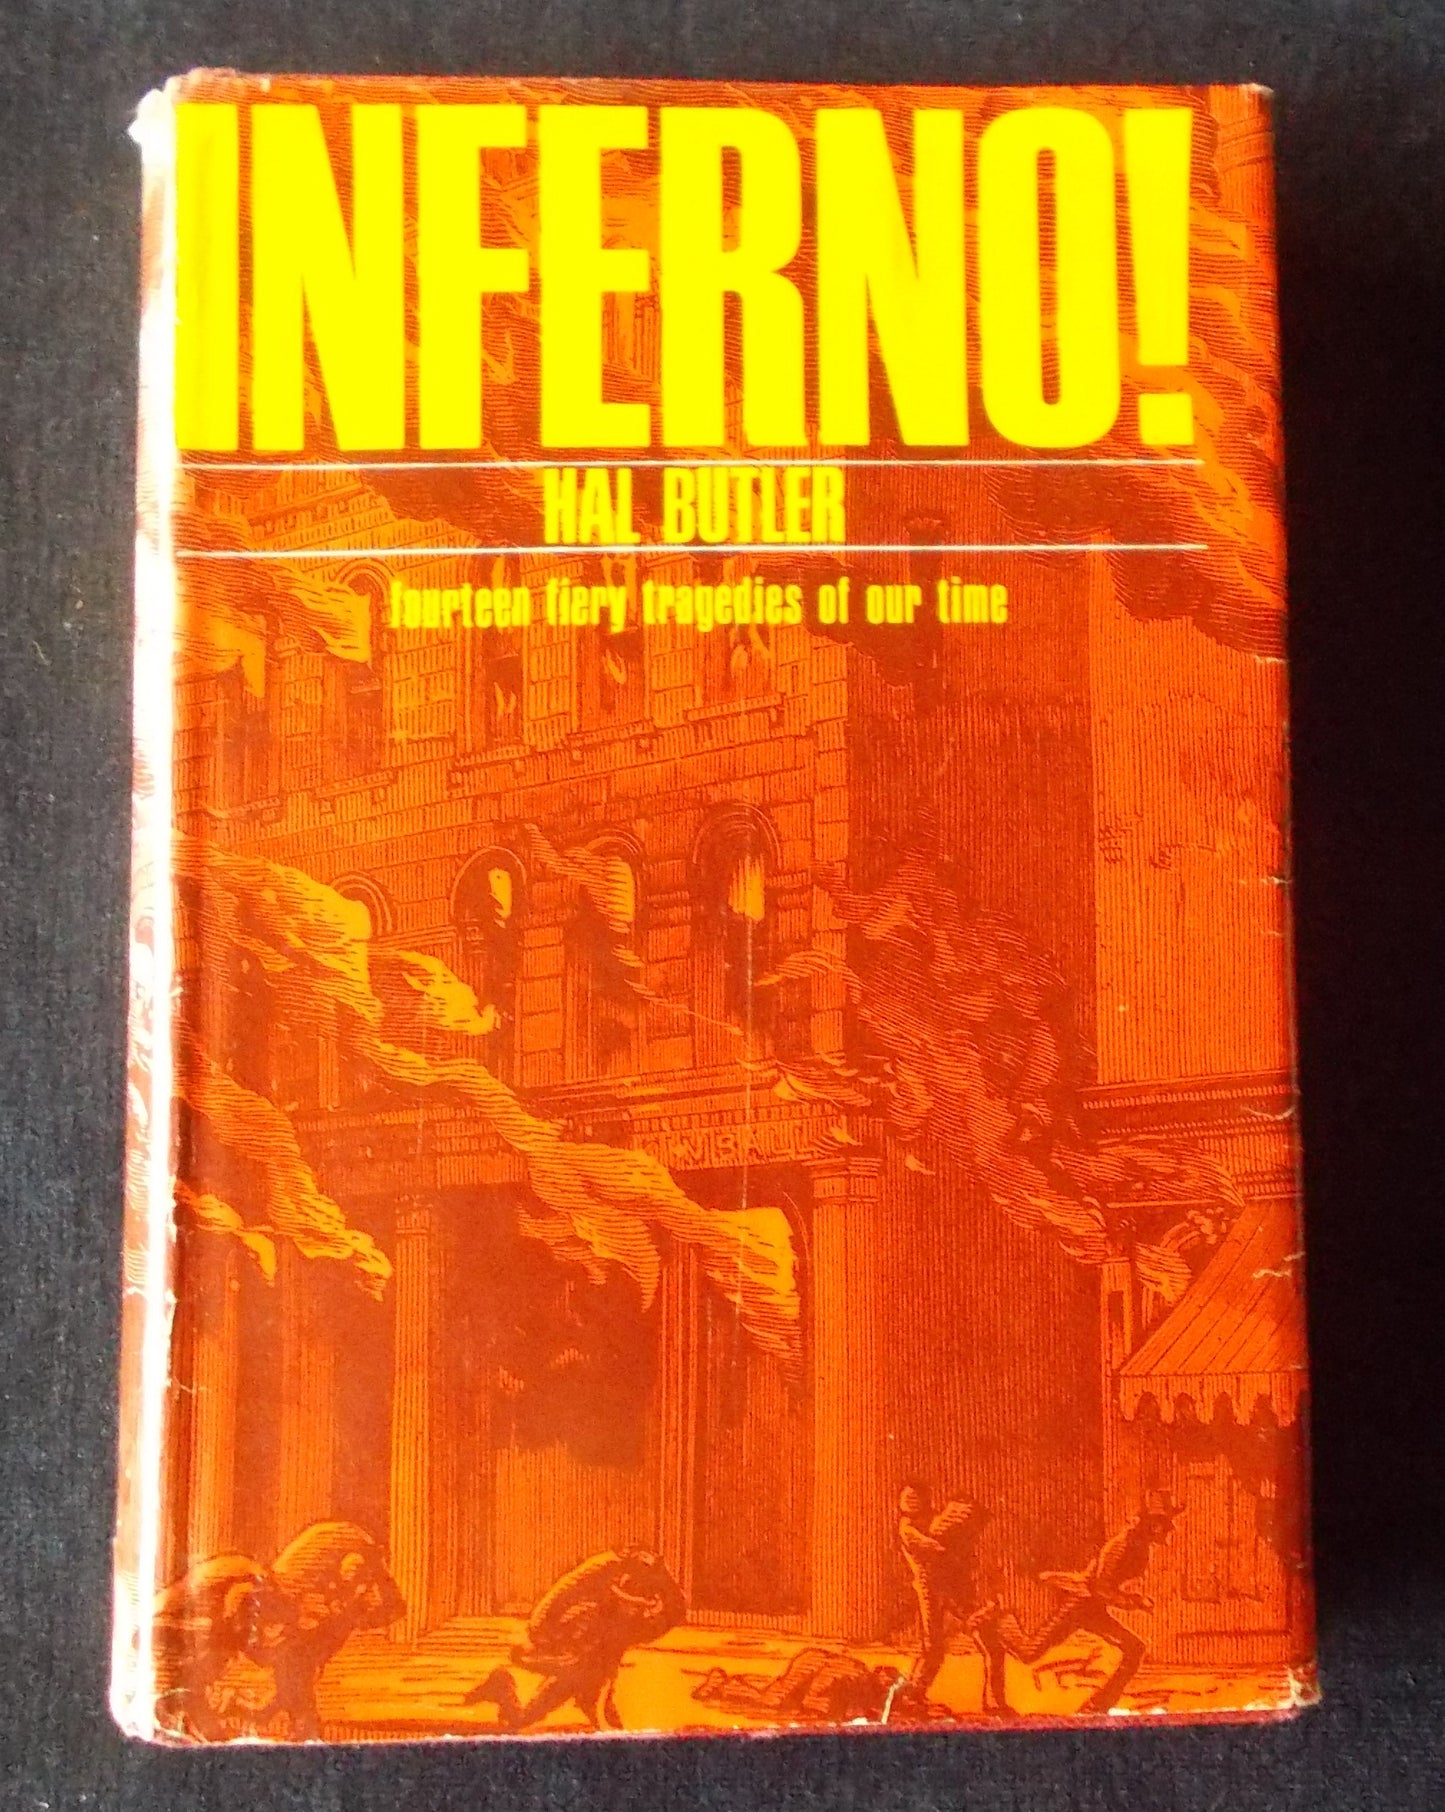 INFERNO!
HAL BUTLER
fourteen fiery tragedies of our time